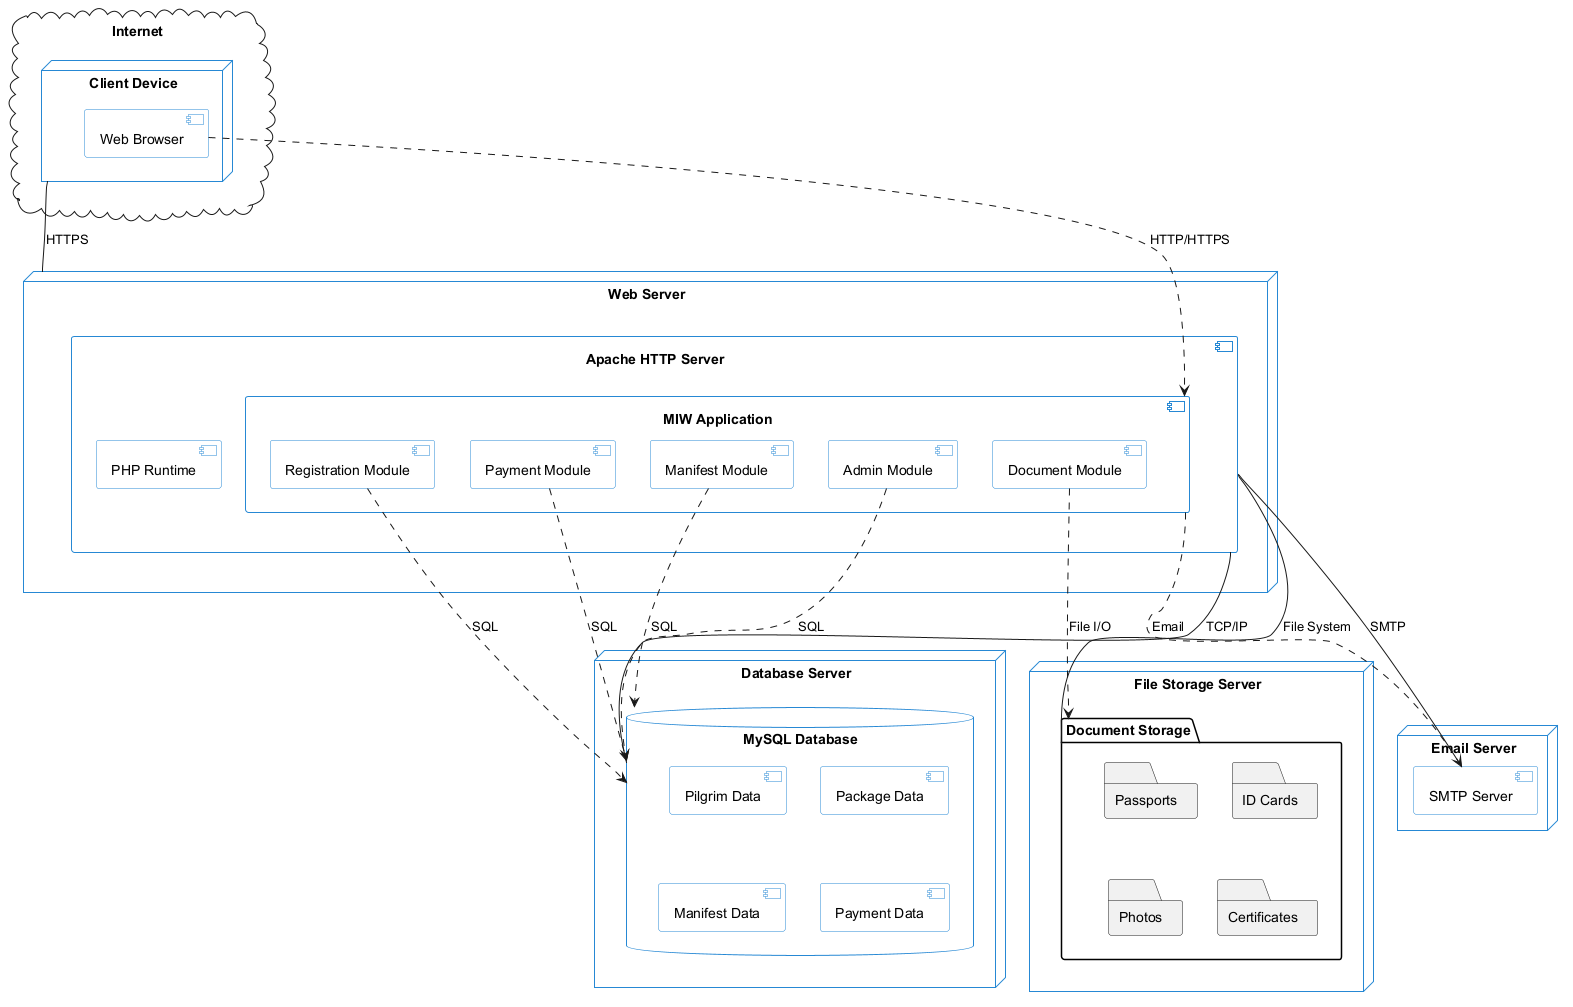 Internet
Client Device
Web Browser
HTTPS
HTTP/HTTPS
Web Server
Apache HTTP Server
MIW Application
PHP Runtime
Registration Module
Payment Module
Manifest Module
Admin Module
Document Module
SQL
SQL
SQL
SQL
File I/O
Email
TCP/IP
File System
SMTP
Database Server
MySQL Database
Pilgrim Data
Package Data
Manifest Data
Payment Data
File Storage Server
Document Storage
Passports
ID Cards
Photos
Certificates
Email Server
SMTP Server